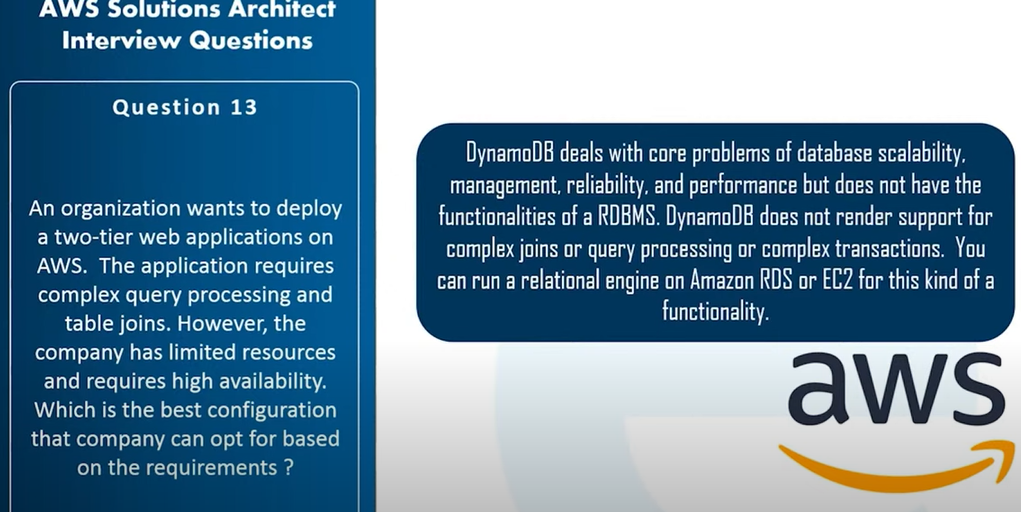 AWS Solutions Architect
Interview Questions
Question 13
An organization wants to deploy
a two-tier web applications on
AWS. The application requires
complex query processing and
table joins. However, the
company has limited resources
and requires high availability.
Which is the best configuration
that company can opt for based
on the requirements ?
DynamoDB deals with core problems of database scalability,
management, reliability, and performance but does not have the
functionalities of a RDBMS. DynamoDB does not render support for
complex joins or query processing or complex transactions. You
can run a relational engine on Amazon RDS or EC2 for this kind of a
functionality.
aws